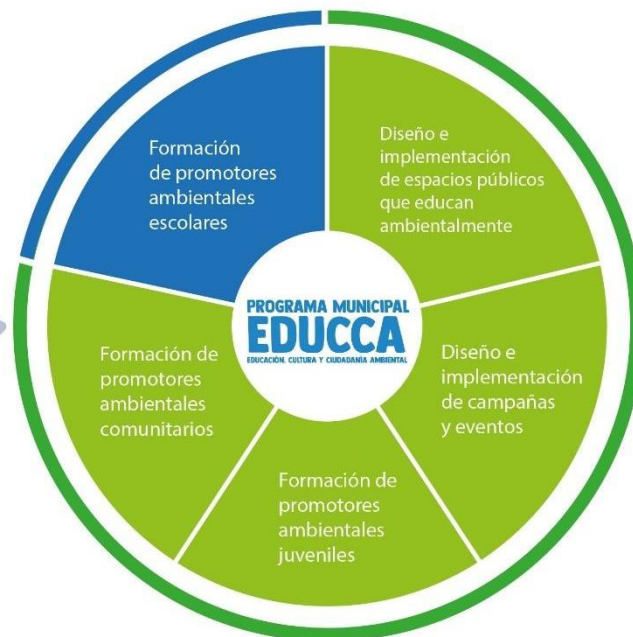 Formación
de promotores
ambientales
escolares
Diseño e
implementación
de espacios públicos
que educan
ambientalmente
PROGRAMA MUNICIPAL
EDUCCA
EDUCACIÓN, CULTURA Y CIUDADANÍA AMBIENTAL
Formación de
promotores
ambientales
comunitarios
Diseño e
implementación
de campañas
y eventos
Formación de
promotores
ambientales
juveniles